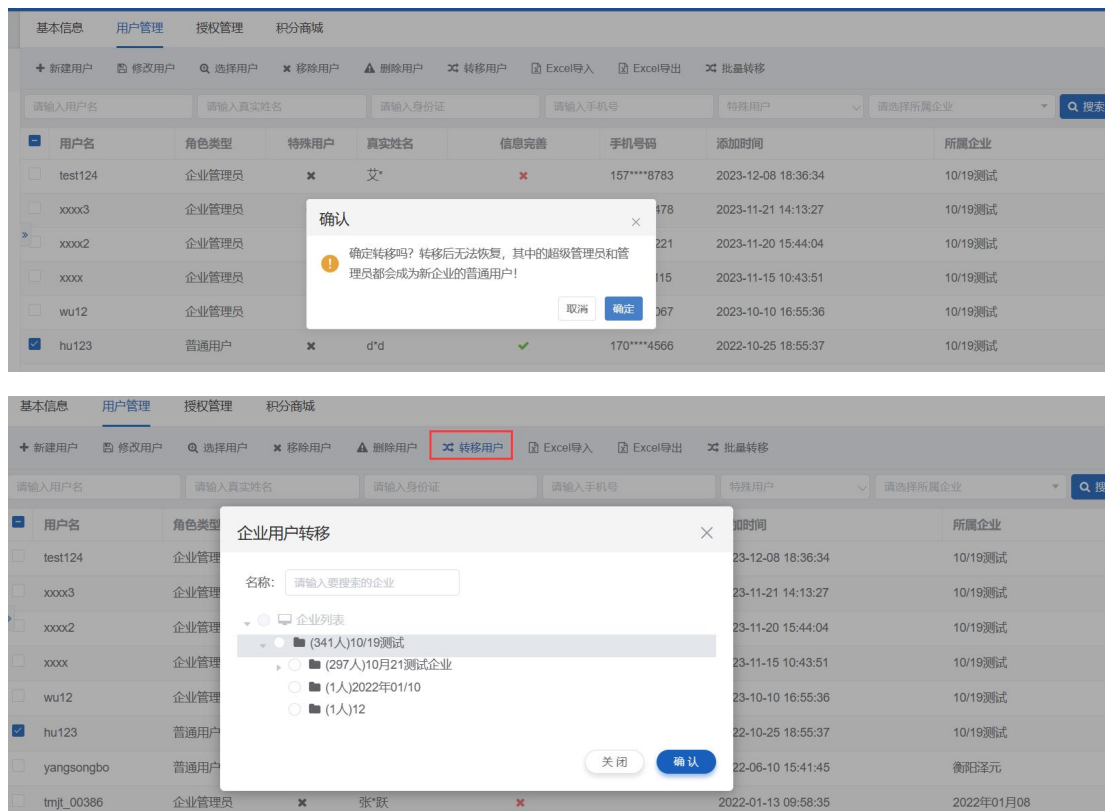 基本信息 用户管理 授权管理 积分商城
新建用户 修改用户 选择用户 移除用户 删除用户 转移用户 Excel导入 Excel导出 批量转移
请输入用户名 请输入真实姓名 请输入身份证 请输入手机号 特殊用户 请选择所属企业 搜索
用户名 角色类型 特殊用户 真实姓名 信息完善 手机号码 添加时间 所属企业
test124 企业管理员 艾* 157****8783 2023-12-08 18:36:34 10/19测试
xxxx3 企业管理员 478 2023-11-21 14:13:27 10/19测试
xxxx2 企业管理员 221 2023-11-20 15:44:04 10/19测试
xxxx 企业管理员 115 2023-11-15 10:43:51 10/19测试
wu12 企业管理员 067 2023-10-10 16:55:36 10/19测试
hu123 普通用户 d*d 170****4566 2022-10-25 18:55:37 10/19测试
确认
确定转移吗？转移后无法恢复，其中的超级管理员和管
理员都会成为新企业的普通用户！
取消 确定
基本信息 用户管理 授权管理 积分商城
新建用户 修改用户 选择用户 移除用户 删除用户 转移用户 Excel导入 Excel导出 批量转移
请输入用户名 请输入真实姓名 请输入身份证 请输入手机号 特殊用户 请选择所属企业 搜
用户名 角色类型 加时间 所属企业
test124 企业管理 23-12-08 18:36:34 10/19测试
xxxx3 企业管理 23-11-21 14:13:27 10/19测试
xxxx2 企业管理 23-11-20 15:44:04 10/19测试
xxxx 企业管理 23-11-15 10:43:51 10/19测试
wu12 企业管理 23-10-10 16:55:36 10/19测试
hu123 普通用户 22-10-25 18:55:37 10/19测试
yangsongbo 普通用户 22-06-10 15:41:45 衡阳泽元
tmjt_00386 企业管理员 张*跃 2022-01-13 09:58:35 2022年01月08
企业用户转移
名称： 请输入要搜索的企业
企业列表
(341人)10/19测试
(297人)10月21测试企业
(1人)2022年01/10
(1人)12
关闭 确认